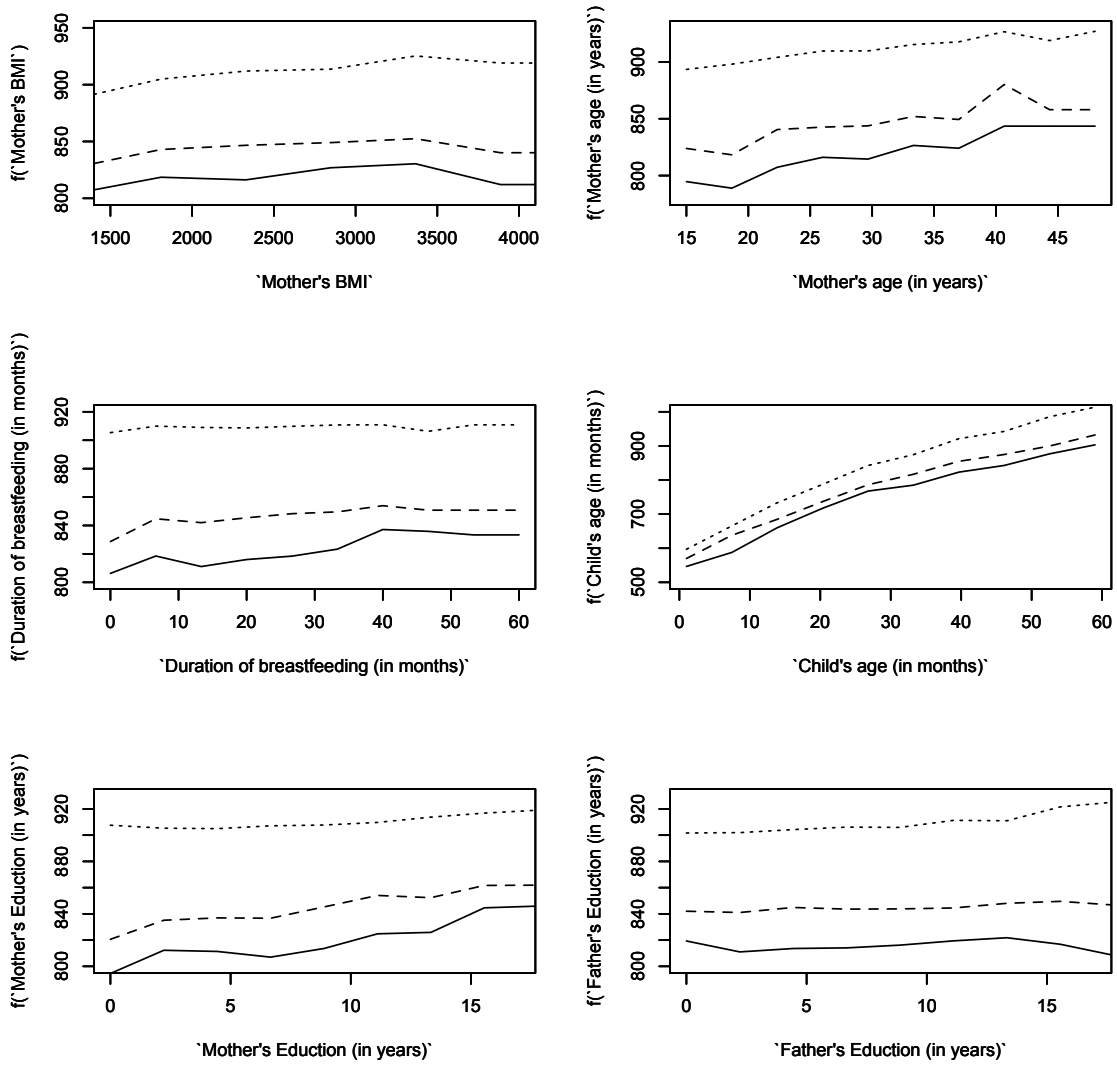 f(`Mother's BMI`)
800 850 900 950
1500 2000 2500 3000 3500 4000
`Mother's BMI`
f(`Mother's age (in years)`)
800 850 900
15 20 25 30 35 40 45
`Mother's age (in years)`
f(`Duration of breastfeeding (in months)`)
800 840 880 920
0 10 20 30 40 50 60
`Duration of breastfeeding (in months)`
f(`Child's age (in months)`)
500 700 900
0 10 20 30 40 50 60
`Child's age (in months)`
f(`Mother's Eduction (in years)`)
800 840 880 920
0 5 10 15
`Mother's Eduction (in years)`
f(`Father's Eduction (in years)`)
800 840 880 920
0 5 10 15
`Father's Eduction (in years)`